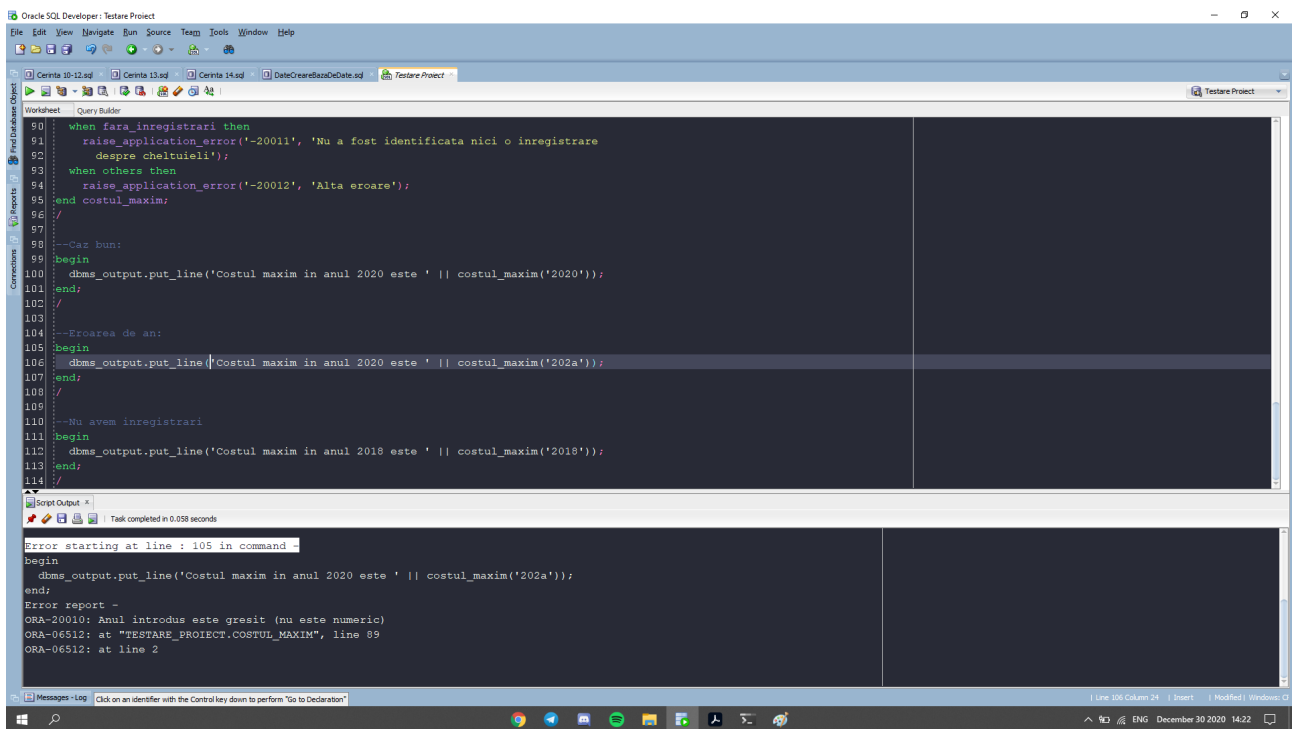 Oracle SQL Developer : Testare Proiect
File Edit View Navigate Run Source Team Tools Window Help
Cerinta 10-12.sql Cerinta 13.sql Cerinta 14.sql DateCreareBazaDeDate.sql Testare Proiect
Testare Proiect
Worksheet Query Builder
Find Database Object
Reports
Connections
90 when fara_inregistrari then
91 raise_application_error('-20011', 'Nu a fost identificata nici o inregistrare
92 despre cheltuieli');
93 when others then
94 raise_application_error('-20012', 'Alta eroare');
95 end costul_maxim;
96 /
97
98 --Caz bun:
99 begin
100 dbms_output.put_line('Costul maxim in anul 2020 este ' || costul_maxim('2020'));
101 end;
102 /
103
104 --Eroarea de an:
105 begin
106 dbms_output.put_line('Costul maxim in anul 2020 este ' || costul_maxim('202a'));
107 end;
108 /
109
110 --Nu avem inregistrari
111 begin
112 dbms_output.put_line('Costul maxim in anul 2018 este ' || costul_maxim('2018'));
113 end;
114 /
Script Output
Task completed in 0.058 seconds
Error starting at line : 105 in command -
begin
dbms_output.put_line('Costul maxim in anul 2020 este ' || costul_maxim('202a'));
end;
Error report -
ORA-20010: Anul introdus este gresit (nu este numeric)
ORA-06512: at "TESTARE_PROIECT.COSTUL_MAXIM", line 89
ORA-06512: at line 2
Messages - Log Click on an identifier with the Control key down to perform "Go to Declaration" | Line 106 Column 24 | Insert | Modified | Windows: Cl
ENG December 30 2020 14:22